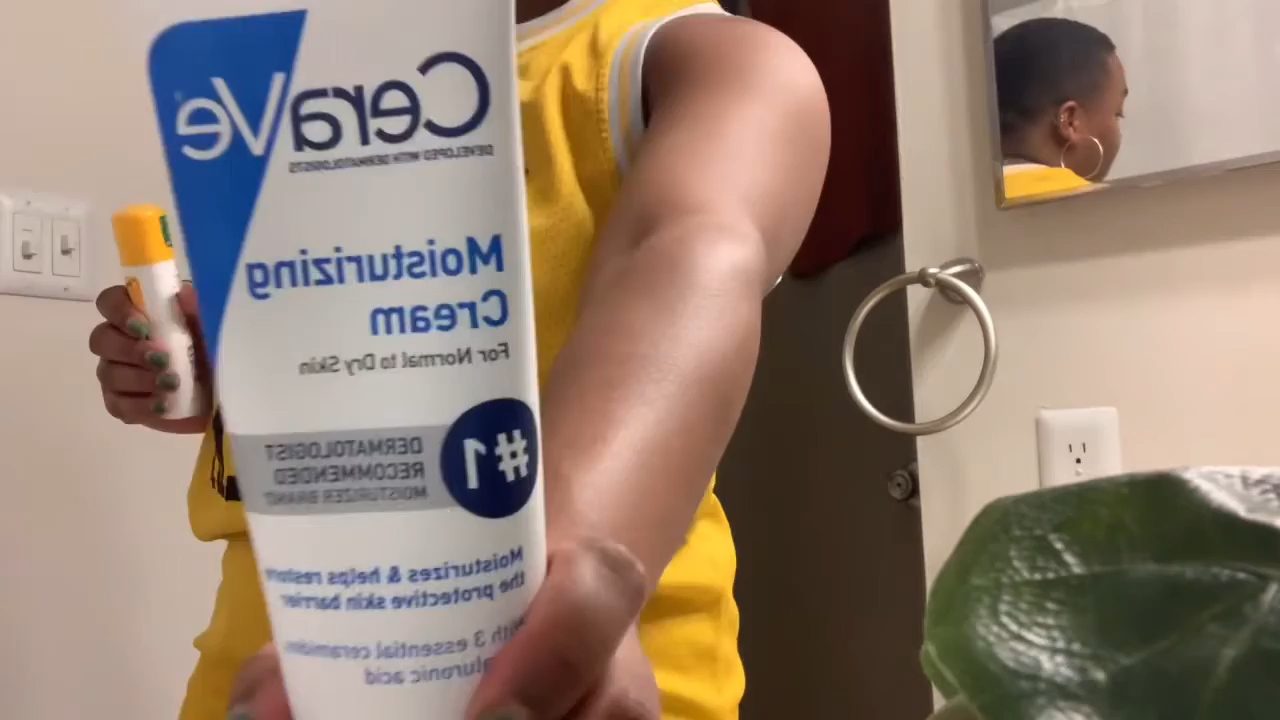 CeraVe
DEVELOPED WITH DERMATOLOGISTS
Moisturizing
Cream
For Normal to Dry Skin
#1
DERMATOLOGIST
RECOMMENDED
MOISTURIZER BRAND
Moisturizes & helps restore
the protective skin barrier
With 3 essential ceramides
aluronic acid